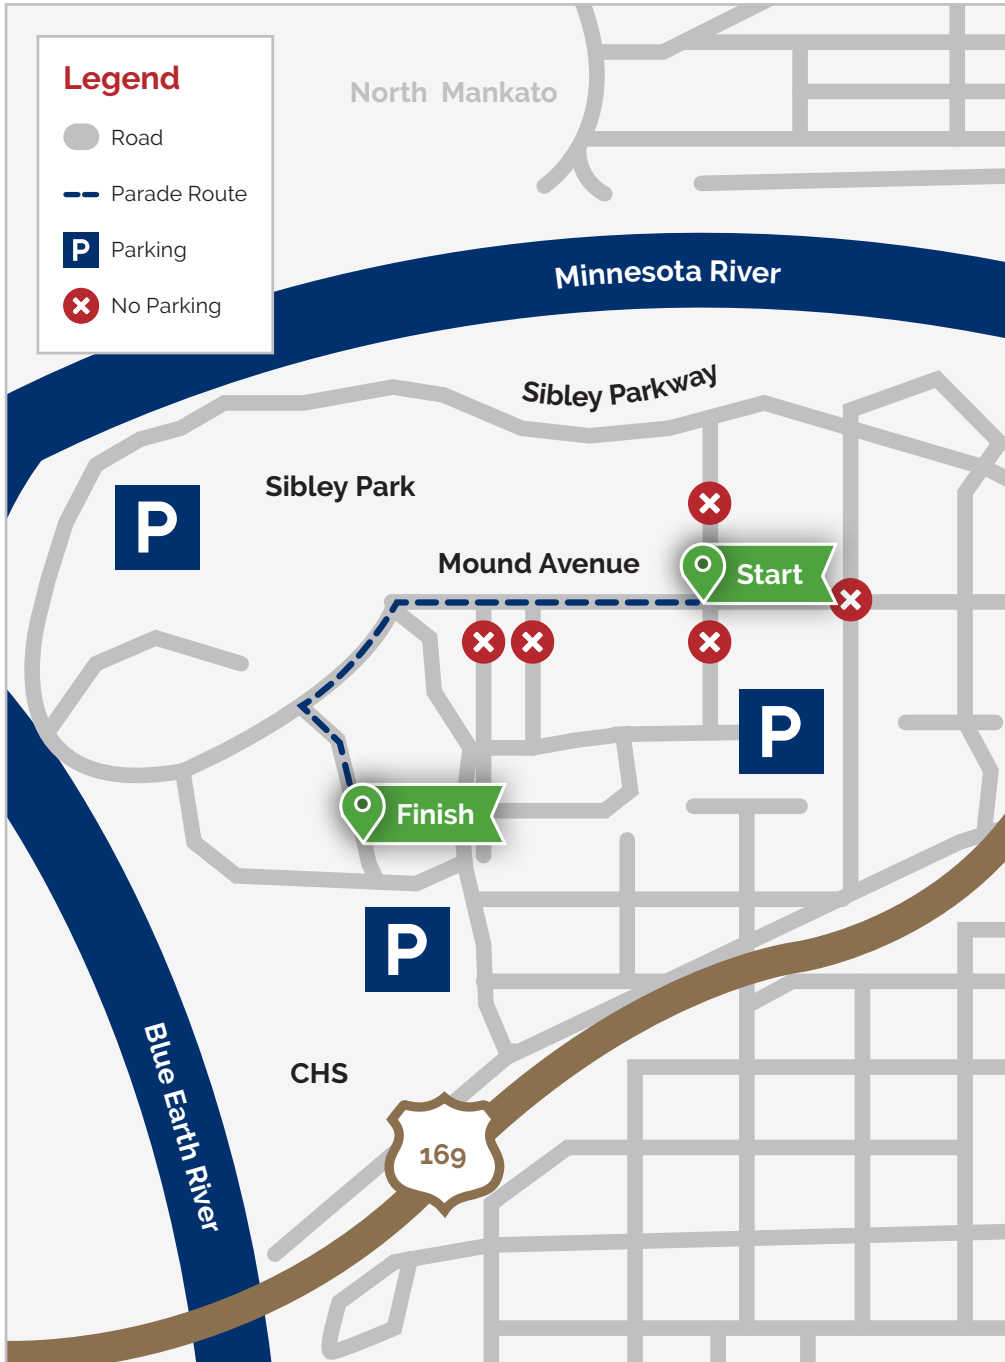 Legend
Road
Parade Route
P Parking
No Parking
North Mankato
Minnesota River
Sibley Parkway
Sibley Park
P
Mound Avenue
Start
P
Finish
P
Blue Earth River
CHS
169